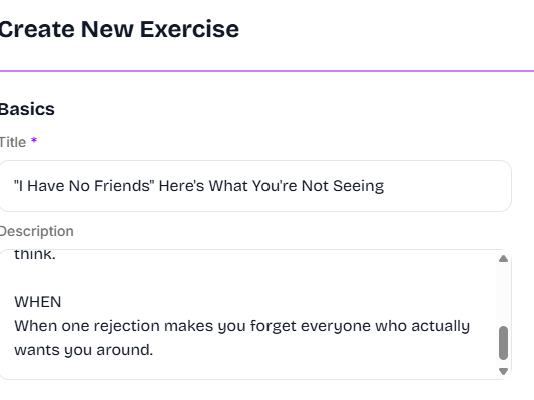 Create New Exercise
Basics
Title *
"I Have No Friends" Here's What You're Not Seeing
Description
think.
WHEN
When one rejection makes you forget everyone who actually
wants you around.